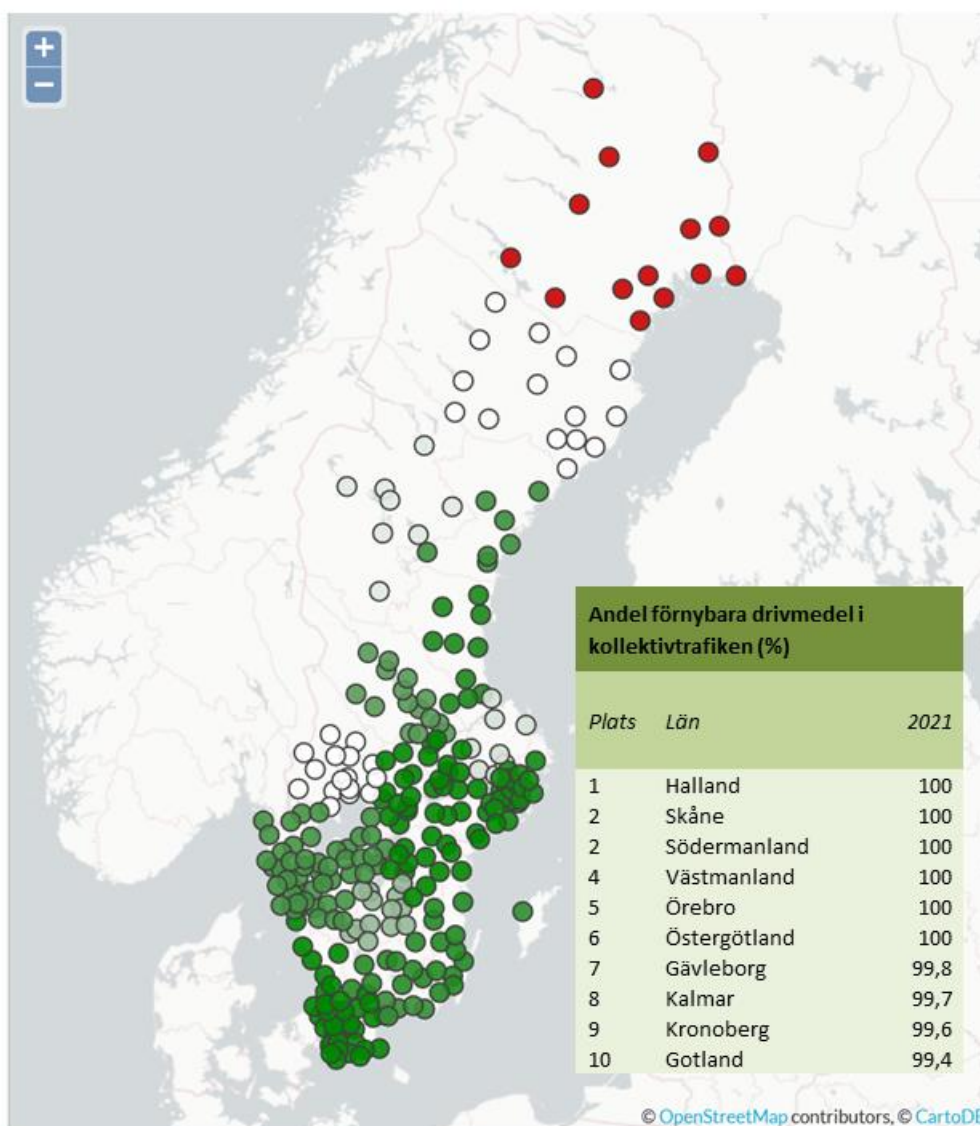 +
−
Andel förnybara drivmedel i
kollektivtrafiken (%)
Plats Län 2021
1 Halland 100
2 Skåne 100
2 Södermanland 100
4 Västmanland 100
5 Örebro 100
6 Östergötland 100
7 Gävleborg 99,8
8 Kalmar 99,7
9 Kronoberg 99,6
10 Gotland 99,4
© OpenStreetMap contributors, © CartoDB